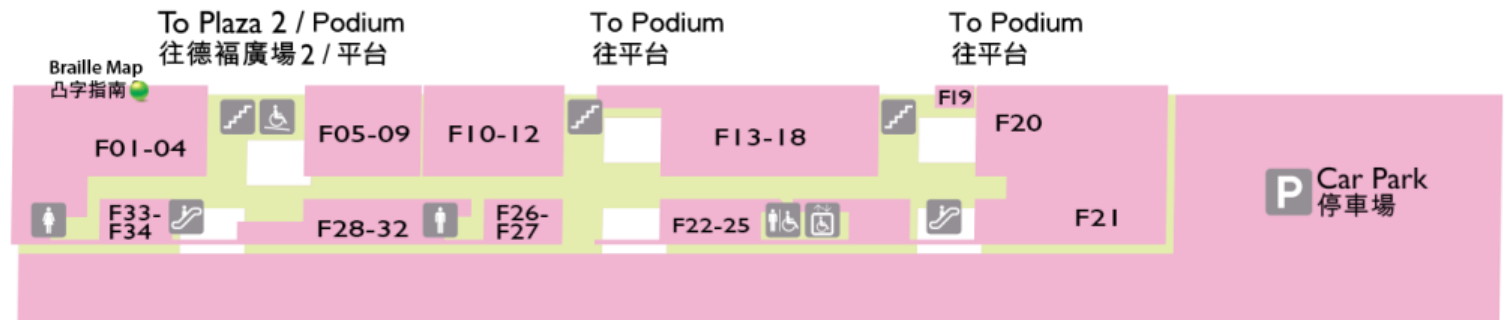 To Plaza 2 / Podium
往德福廣場2 / 平台
To Podium
往平台
To Podium
往平台
Braille Map
凸字指南
F01-04
F05-09
F10-12
F13-18
F19
F20
P
Car Park
停車場
F33-
F34
F28-32
F26-
F27
F22-25
F21